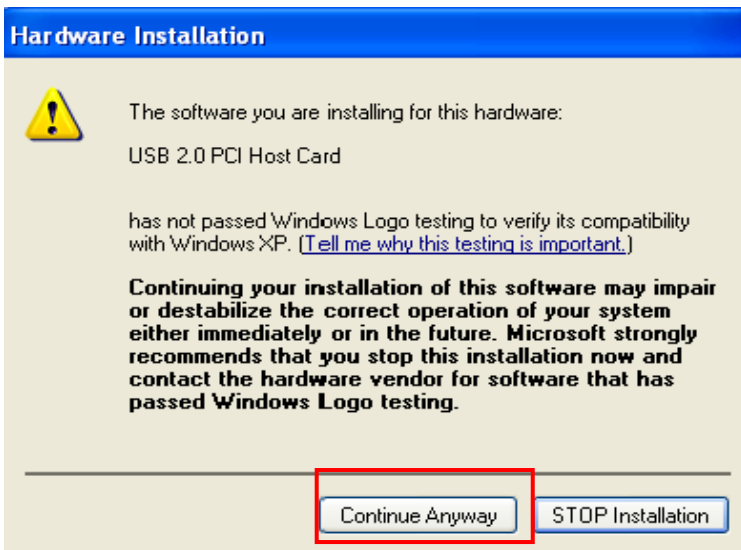 Hardware Installation
The software you are installing for this hardware:
USB 2.0 PCI Host Card
has not passed Windows Logo testing to verify its compatibility
with Windows XP. (Tell me why this testing is important.)
Continuing your installation of this software may impair
or destabilize the correct operation of your system
either immediately or in the future. Microsoft strongly
recommends that you stop this installation now and
contact the hardware vendor for software that has
passed Windows Logo testing.
Continue Anyway
STOP Installation